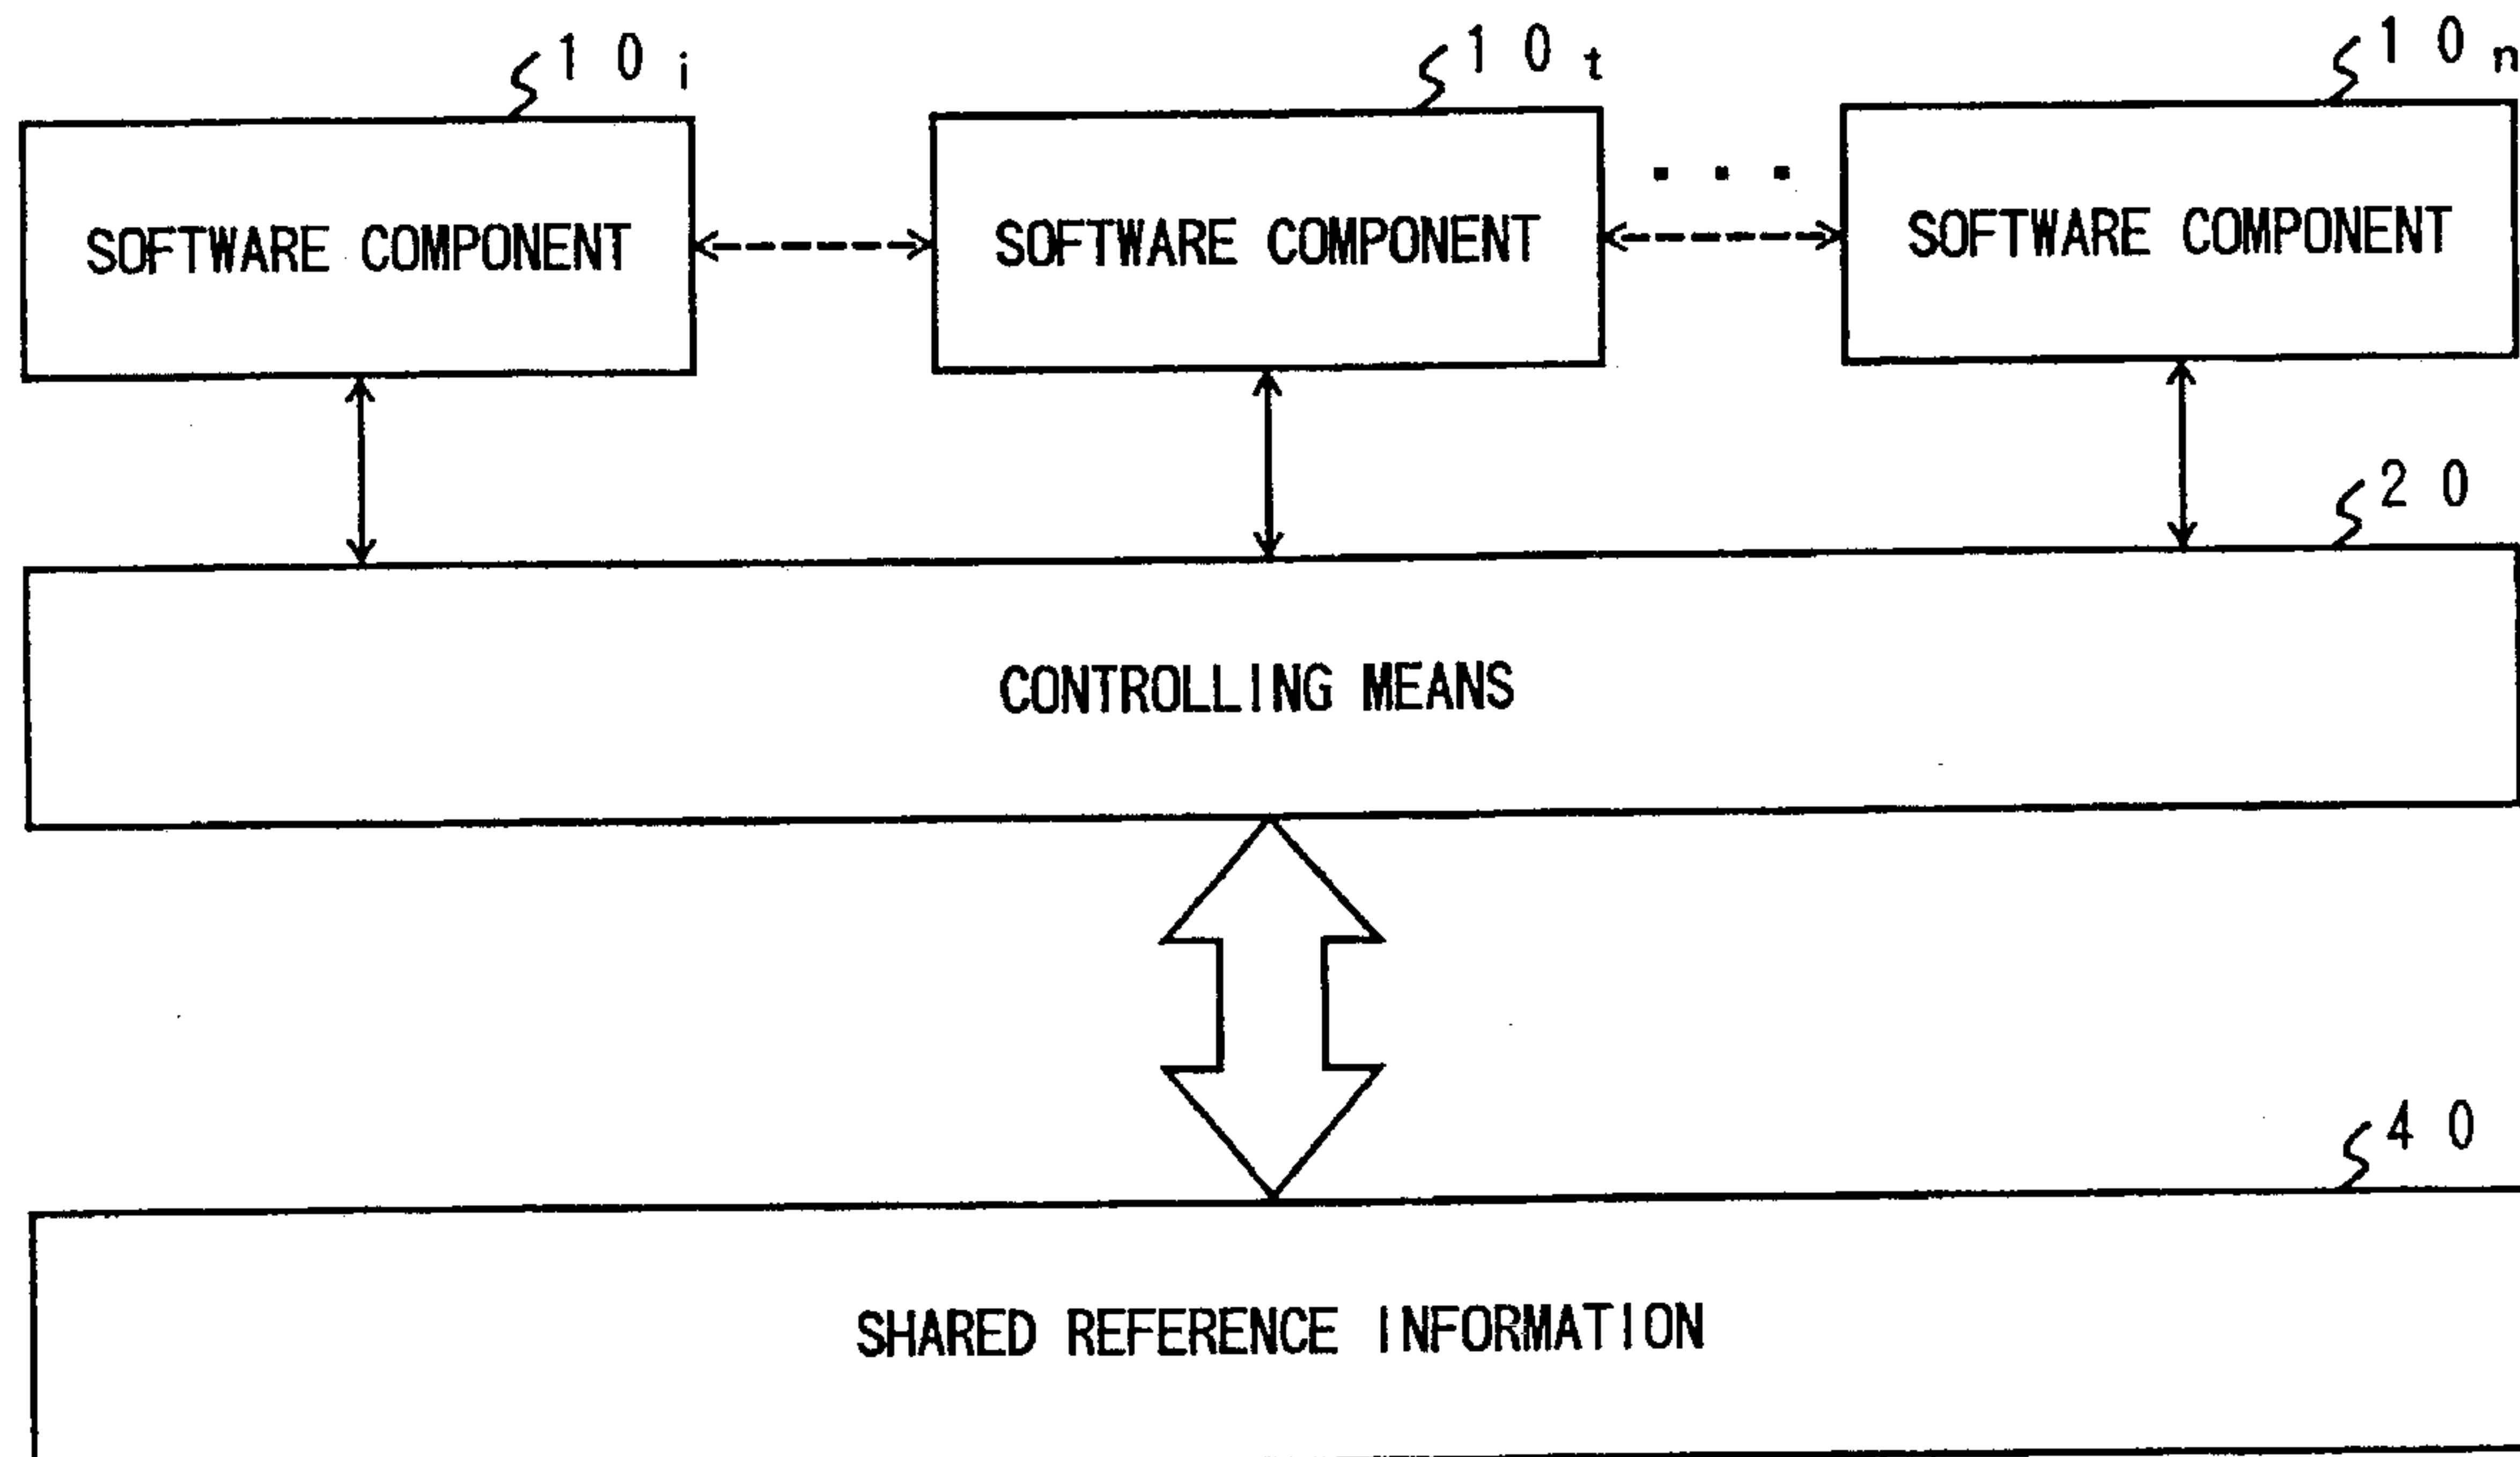 10i 10t 10n
SOFTWARE COMPONENT SOFTWARE COMPONENT ... SOFTWARE COMPONENT
20
CONTROLLING MEANS
40
SHARED REFERENCE INFORMATION